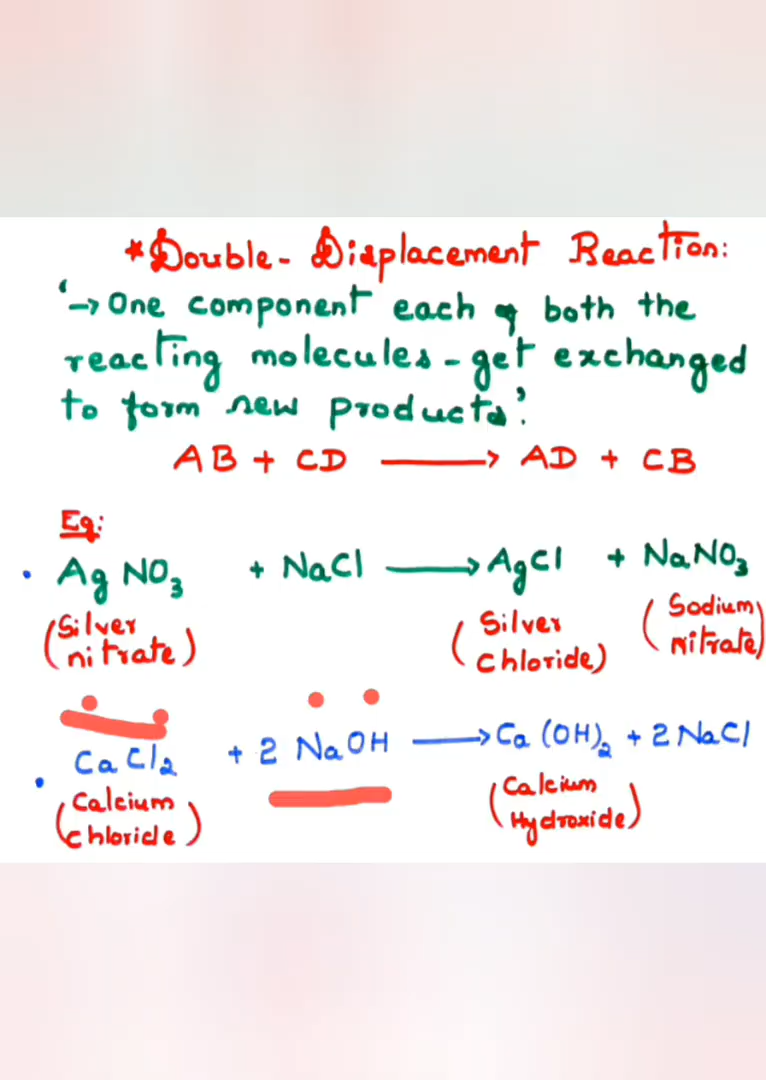 *Double-Displacement Reaction:
'→ One component each of both the
reacting molecules - get exchanged
to form new products'.
AB + CD → AD + CB
Eg:
• AgNO₃ + NaCl → AgCl + NaNO₃
(Silver nitrate) (Silver Chloride) (Sodium nitrate)
• CaCl₂ + 2 NaOH → Ca(OH)₂ + 2NaCl
(Calcium chloride) (Calcium Hydroxide)